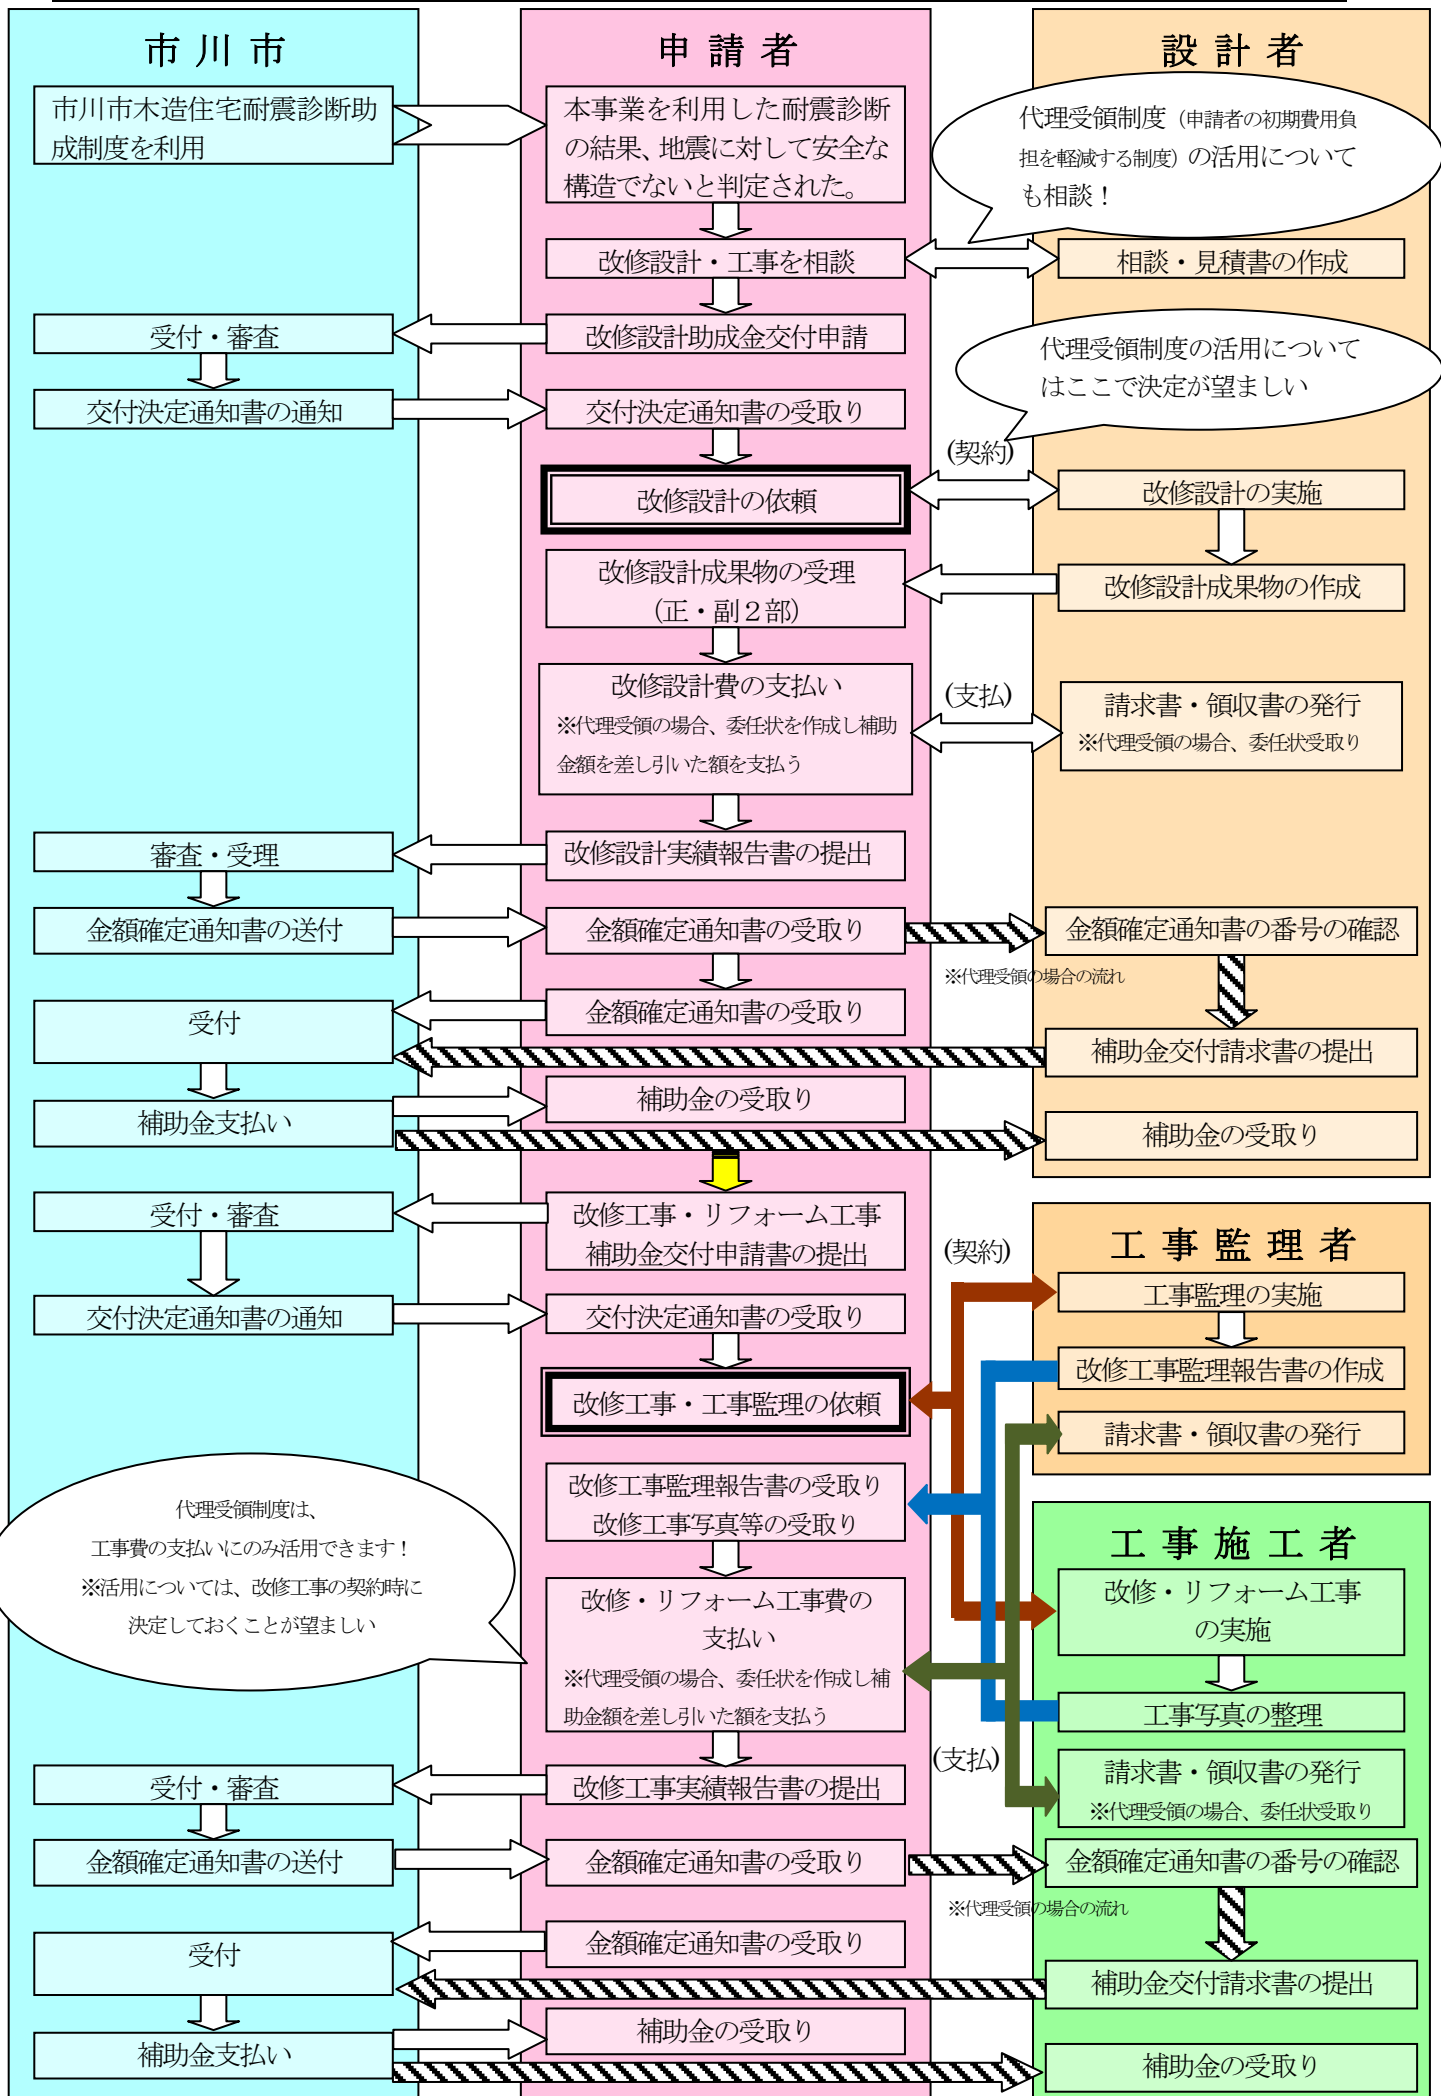 市川市
申請者
設計者
市川市木造住宅耐震診断助
成制度を利用
本事業を利用した耐震診断
の結果、地震に対して安全な
構造でないと判定された。
代理受領制度（申請者の初期費用負
担を軽減する制度）の活用について
も相談！
改修設計・工事を相談
相談・見積書の作成
受付・審査
改修設計助成金交付申請
代理受領制度の活用について
はここで決定が望ましい
交付決定通知書の通知
交付決定通知書の受取り
(契約)
改修設計の依頼
改修設計の実施
改修設計成果物の受理
(正・副２部)
改修設計成果物の作成
改修設計費の支払い
※代理受領の場合、委任状を作成し補助
金額を差し引いた額を支払う
(支払)
請求書・領収書の発行
※代理受領の場合、委任状受取り
審査・受理
改修設計実績報告書の提出
金額確定通知書の送付
金額確定通知書の受取り
金額確定通知書の番号の確認
※代理受領の場合の流れ
受付
金額確定通知書の受取り
補助金交付請求書の提出
補助金支払い
補助金の受取り
補助金の受取り
受付・審査
改修工事・リフォーム工事
補助金交付申請書の提出
(契約)
工事監理者
工事監理の実施
交付決定通知書の通知
交付決定通知書の受取り
改修工事監理報告書の作成
改修工事・工事監理の依頼
請求書・領収書の発行
代理受領制度は、
工事費の支払いにのみ活用できます！
※活用については、改修工事の契約時に
決定しておくことが望ましい
改修工事監理報告書の受取り
改修工事写真等の受取り
工事施工者
改修・リフォーム工事費の
支払い
※代理受領の場合、委任状を作成し補
助金額を差し引いた額を支払う
改修・リフォーム工事
の実施
工事写真の整理
(支払)
受付・審査
改修工事実績報告書の提出
請求書・領収書の発行
※代理受領の場合、委任状受取り
金額確定通知書の送付
金額確定通知書の受取り
金額確定通知書の番号の確認
※代理受領の場合の流れ
受付
金額確定通知書の受取り
補助金交付請求書の提出
補助金支払い
補助金の受取り
補助金の受取り